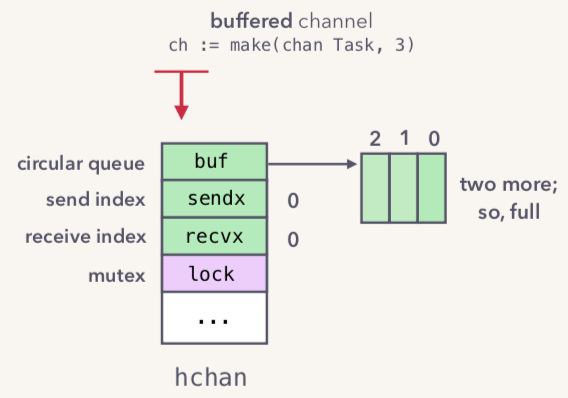 buffered channel
ch := make(chan Task, 3)
2 1 0
circular queue buf
two more;
send index sendx 0
so, full
receive index recvx 0
mutex lock
...
hchan